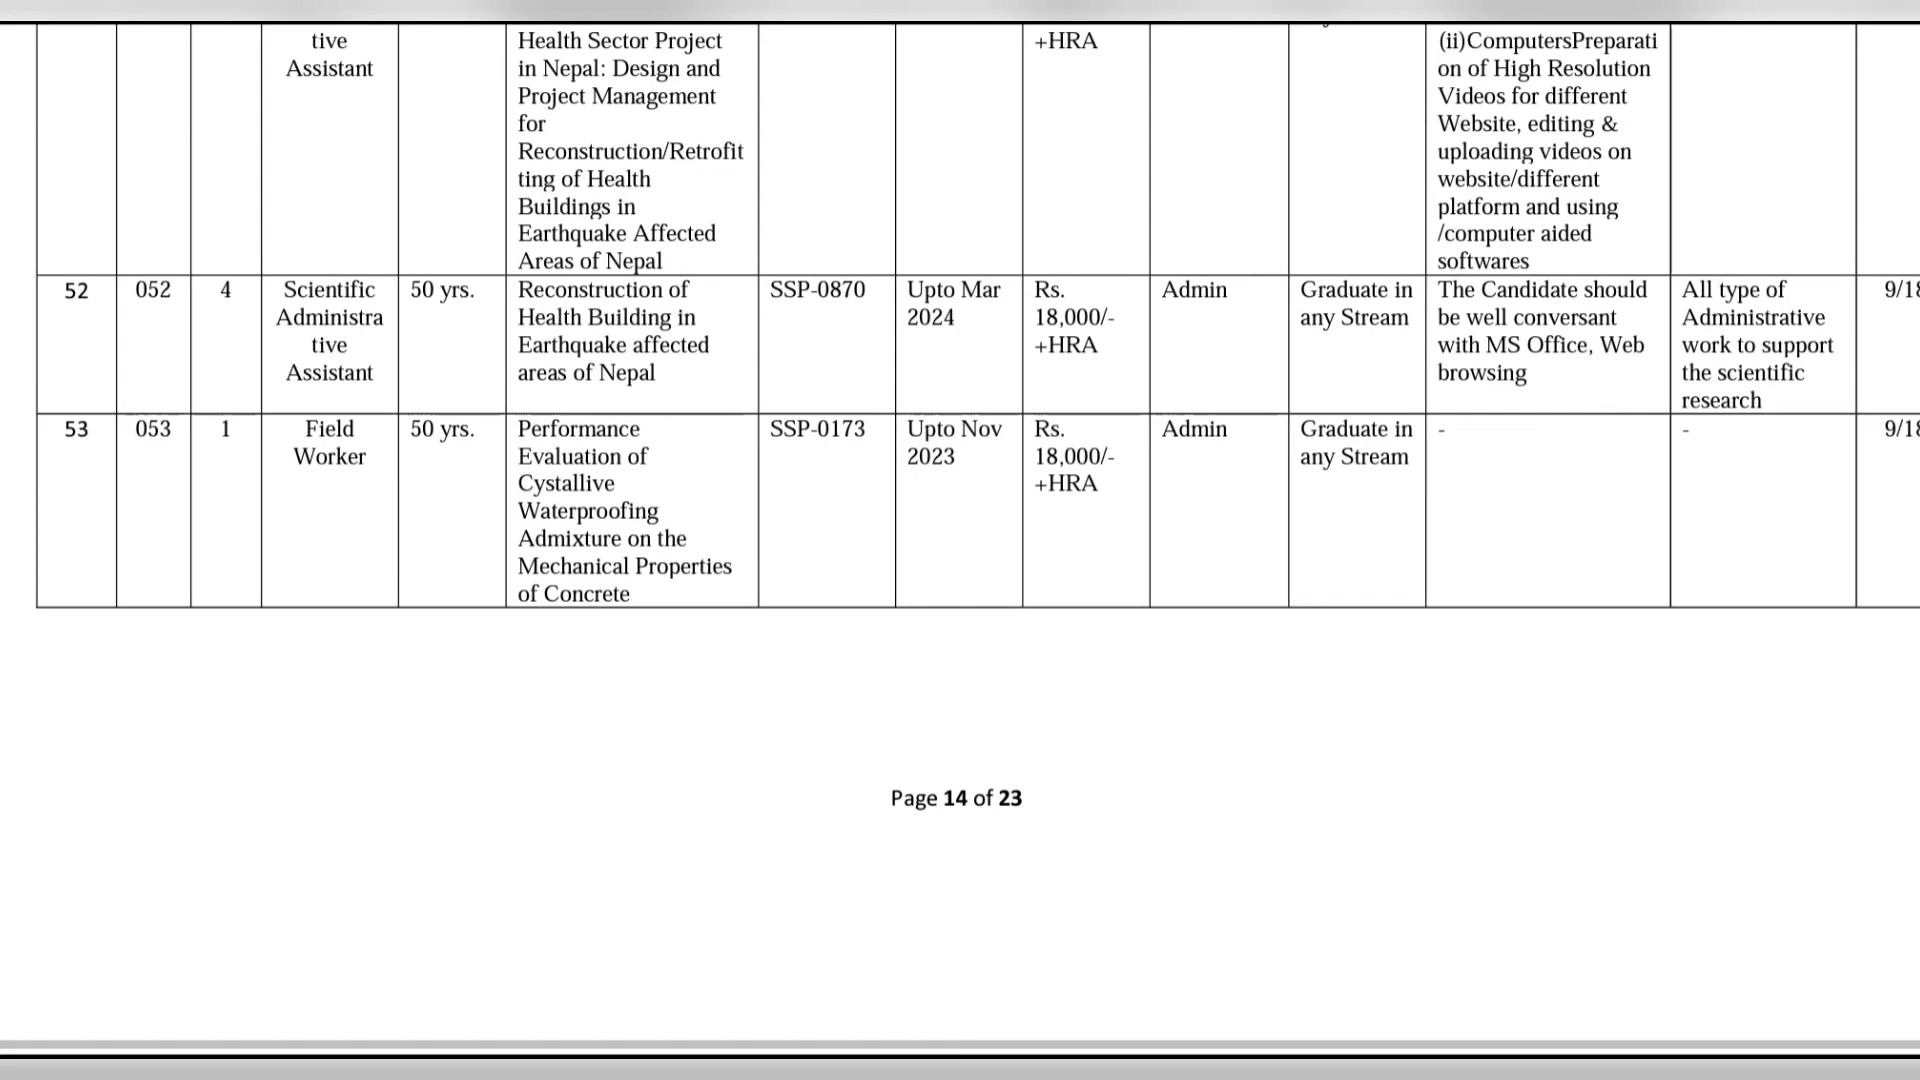 tive
Assistant
Health Sector Project
in Nepal: Design and
Project Management
for
Reconstruction/Retrofit
ting of Health
Buildings in
Earthquake Affected
Areas of Nepal
+HRA
(ii)ComputersPreparati
on of High Resolution
Videos for different
Website, editing &
uploading videos on
website/different
platform and using
/computer aided
softwares
52
052
4
Scientific
Administra
tive
Assistant
50 yrs.
Reconstruction of
Health Building in
Earthquake affected
areas of Nepal
SSP-0870
Upto Mar
2024
Rs.
18,000/-
+HRA
Admin
Graduate in
any Stream
The Candidate should
be well conversant
with MS Office, Web
browsing
All type of
Administrative
work to support
the scientific
research
9/18
53
053
1
Field
Worker
50 yrs.
Performance
Evaluation of
Cystallive
Waterproofing
Admixture on the
Mechanical Properties
of Concrete
SSP-0173
Upto Nov
2023
Rs.
18,000/-
+HRA
Admin
Graduate in
any Stream
-
-
9/18
Page 14 of 23